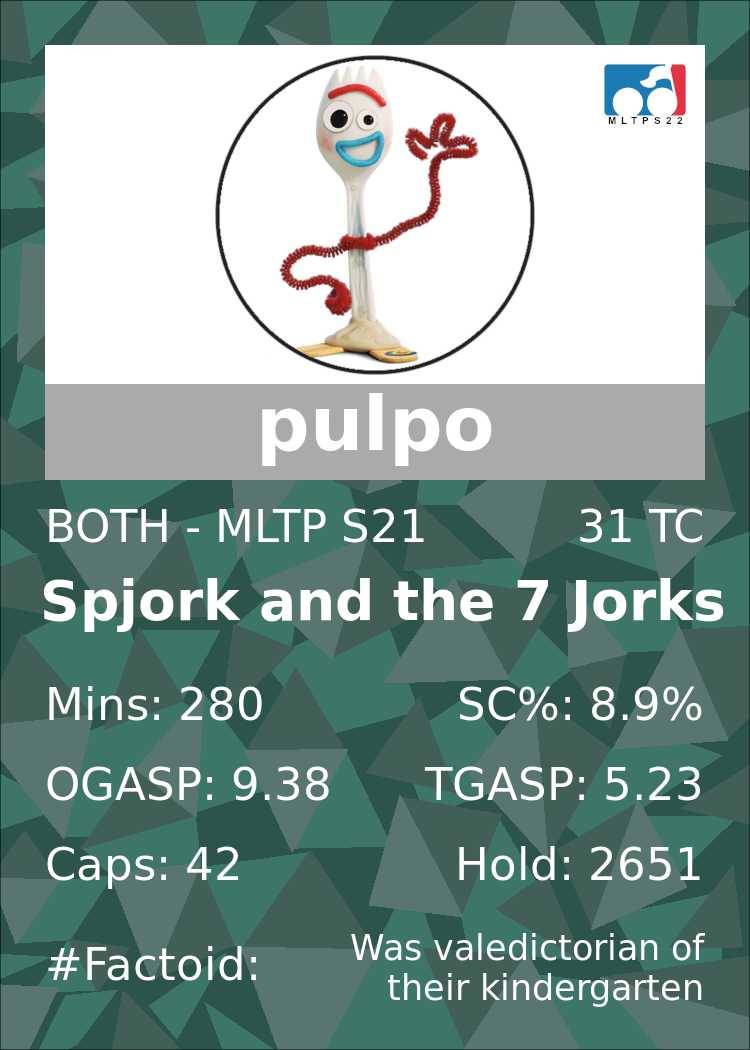 MLTPS22
pulpo
BOTH - MLTP S21 31 TC
Spjork and the 7 Jorks
Mins: 280 SC%: 8.9%
OGASP: 9.38 TGASP: 5.23
Caps: 42 Hold: 2651
#Factoid: Was valedictorian of
their kindergarten